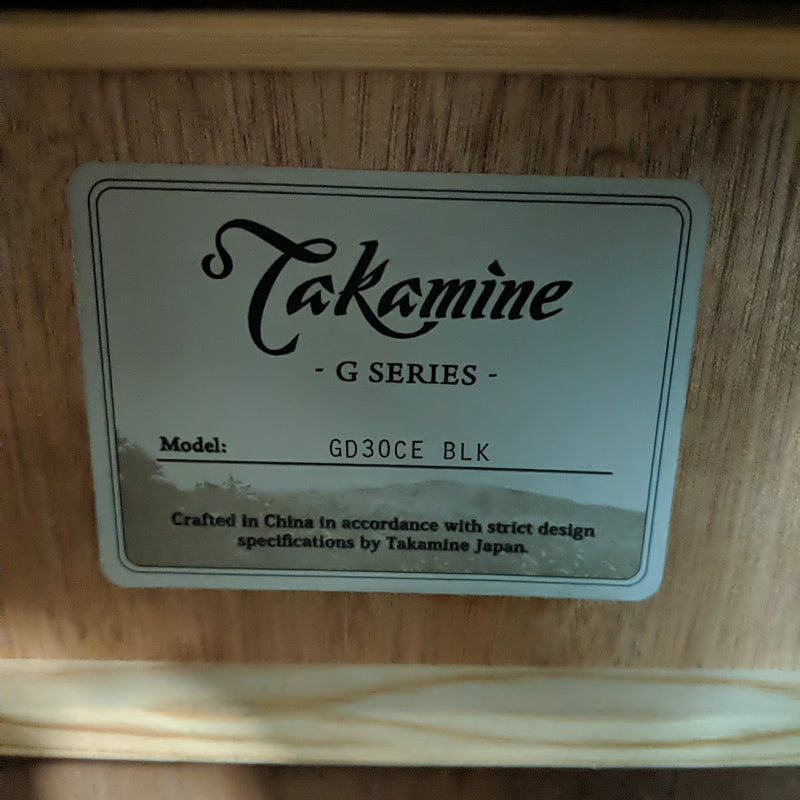 Takamine
- G SERIES -
Model: GD30CE BLK
Crafted in China in accordance with strict design
specifications by Takamine Japan.